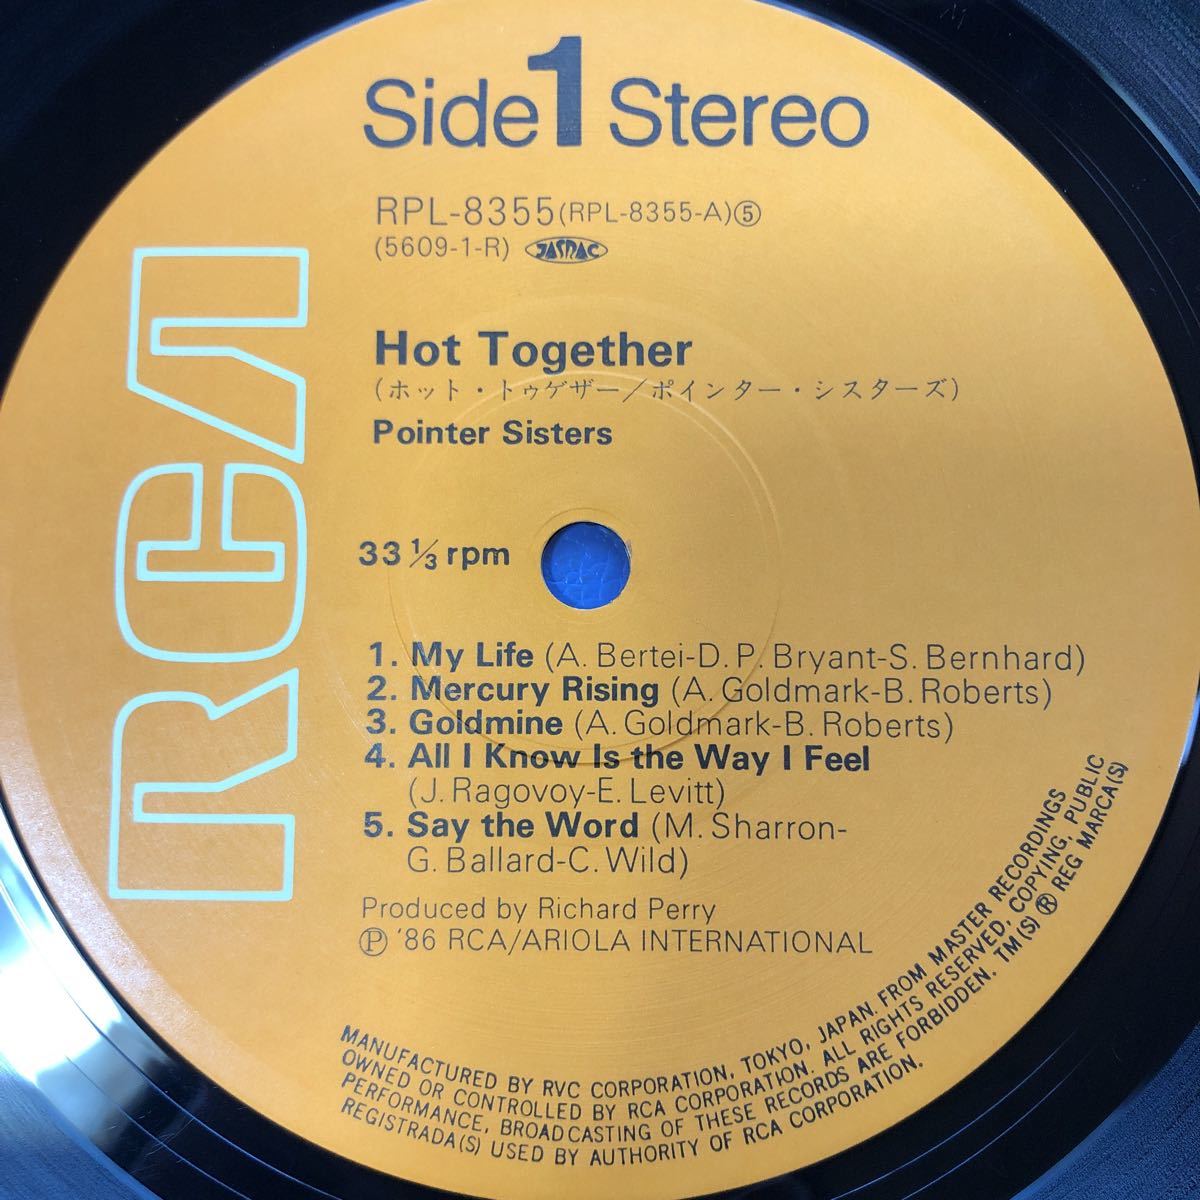 Side 1 Stereo
RPL-8355(RPL-8355-A)⑤
(5609-1-R) JASRAC
RCA
Hot Together
(ホット・トゥゲザー／ポインター・シスターズ)
Pointer Sisters
33 1/3 rpm
1. My Life (A. Bertei-D. P. Bryant-S. Bernhard)
2. Mercury Rising (A. Goldmark-B. Roberts)
3. Goldmine (A. Goldmark-B. Roberts)
4. All I Know Is the Way I Feel
(J. Ragovoy-E. Levitt)
5. Say the Word (M. Sharron-
G. Ballard-C. Wild)
Produced by Richard Perry
Ⓟ '86 RCA/ARIOLA INTERNATIONAL
MANUFACTURED BY RVC CORPORATION, TOKYO, JAPAN. FROM MASTER RECORDINGS
OWNED OR CONTROLLED BY RCA CORPORATION. ALL RIGHTS RESERVED, COPYING, PUBLIC
PERFORMANCE, BROADCASTING OF THESE RECORDS ARE FORBIDDEN. TM(S) ® REG MARCA(S)
REGISTRADA(S) USED BY AUTHORITY OF RCA CORPORATION.